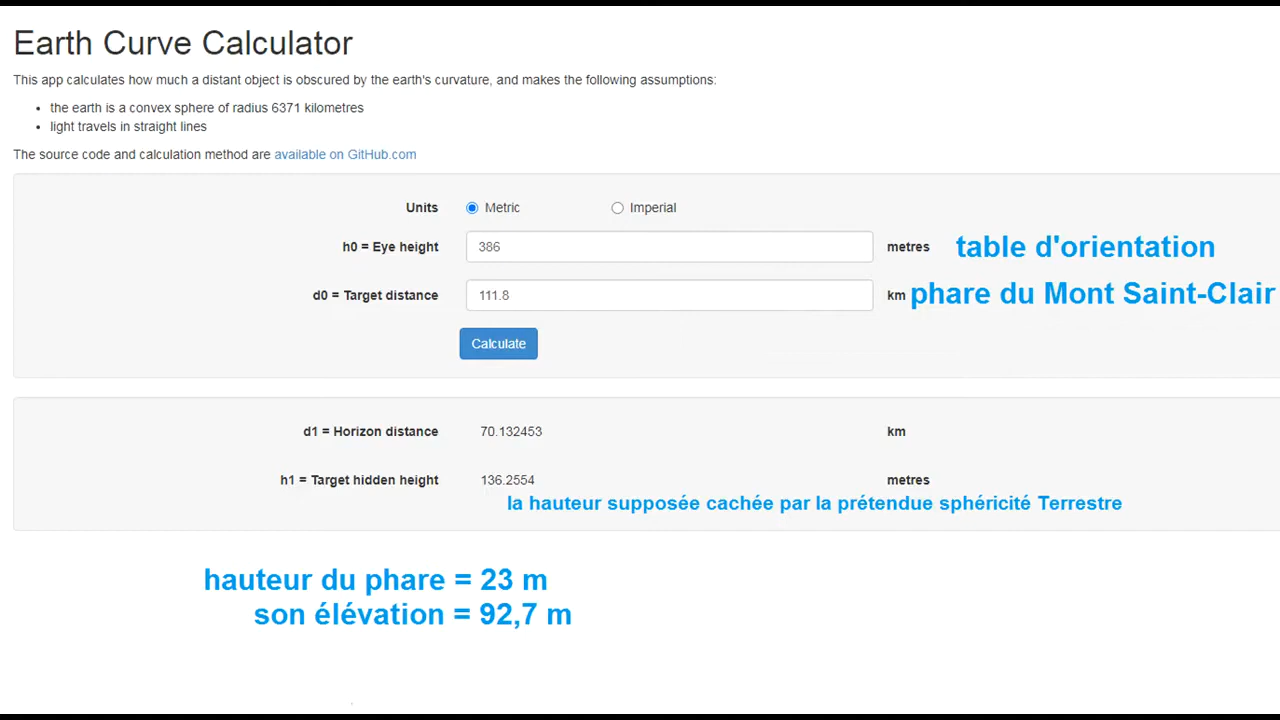 Earth Curve Calculator
This app calculates how much a distant object is obscured by the earth's curvature, and makes the following assumptions:
• the earth is a convex sphere of radius 6371 kilometres
• light travels in straight lines
The source code and calculation method are available on GitHub.com
Units Metric Imperial
h0 = Eye height 386 metres table d'orientation
d0 = Target distance 111.8 km phare du Mont Saint-Clair
Calculate
d1 = Horizon distance 70.132453 km
h1 = Target hidden height 136.2554 metres
la hauteur supposée cachée par la prétendue sphéricité Terrestre
hauteur du phare = 23 m
son élévation = 92,7 m